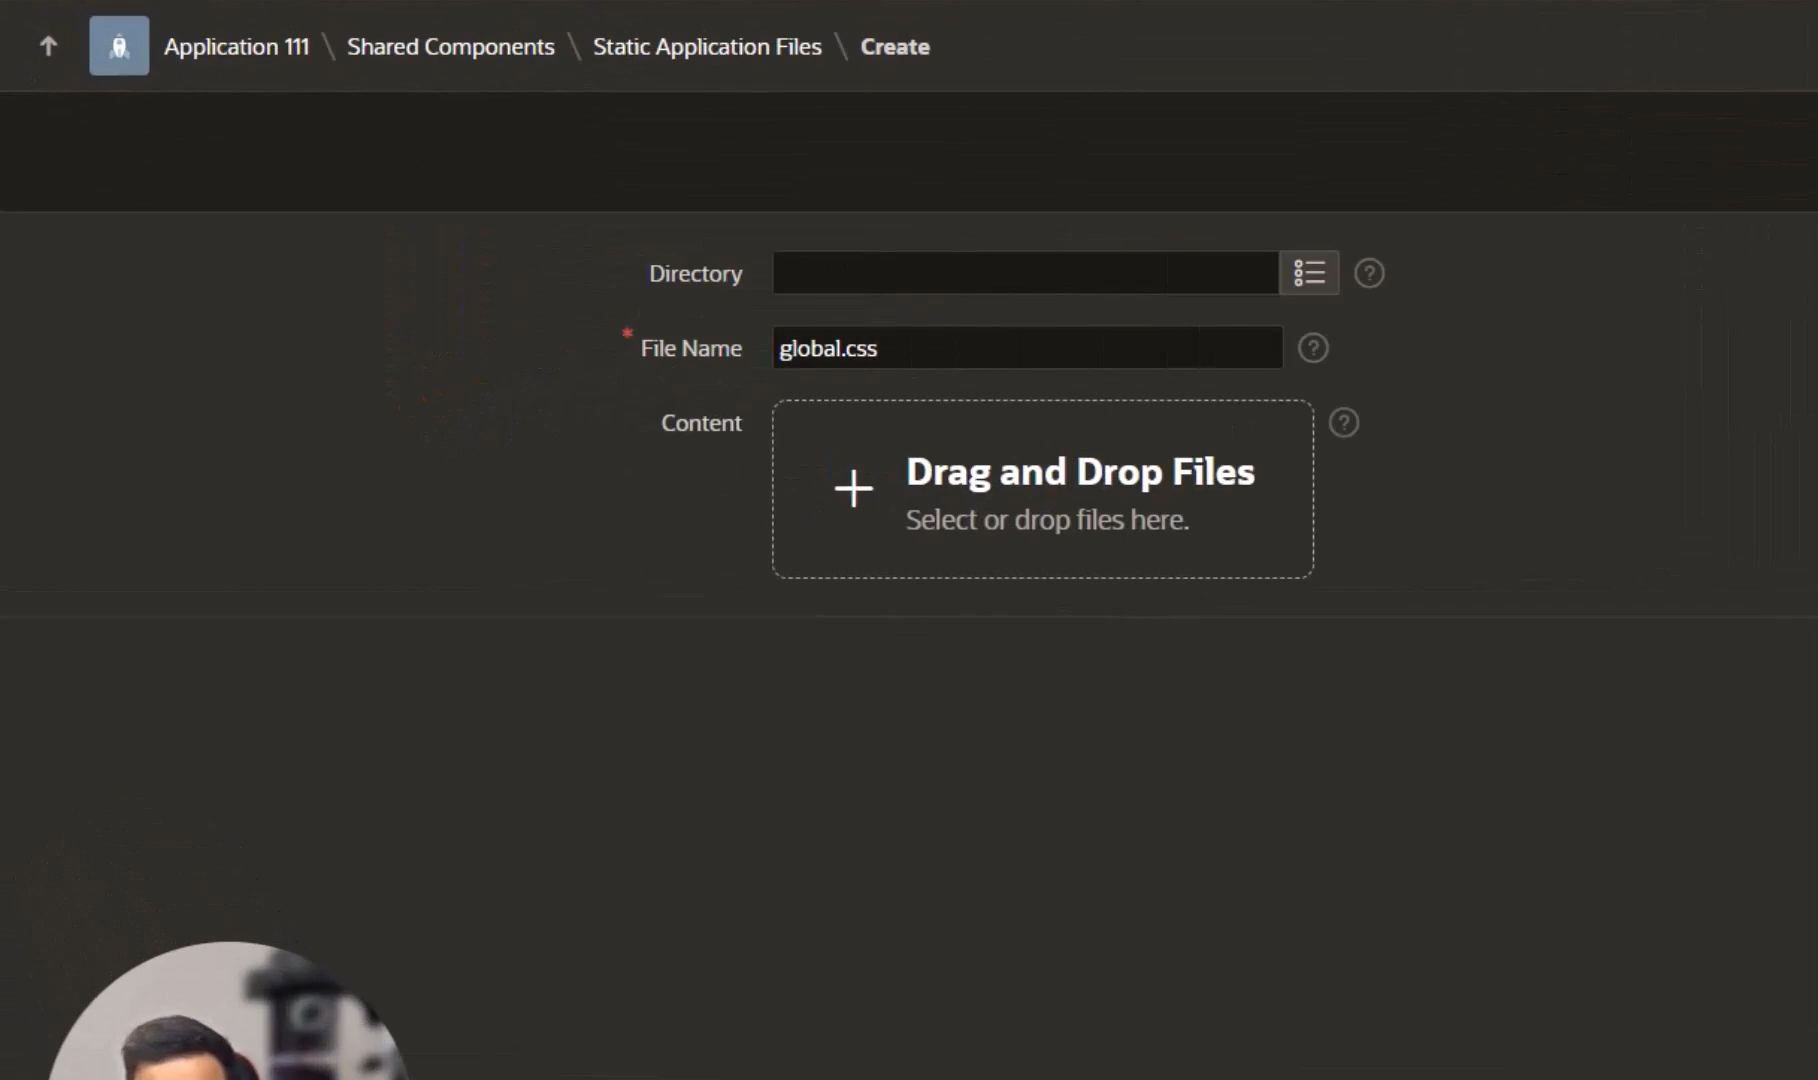 Application 111 \ Shared Components \ Static Application Files \ Create
Directory
* File Name global.css
Content
Drag and Drop Files
Select or drop files here.